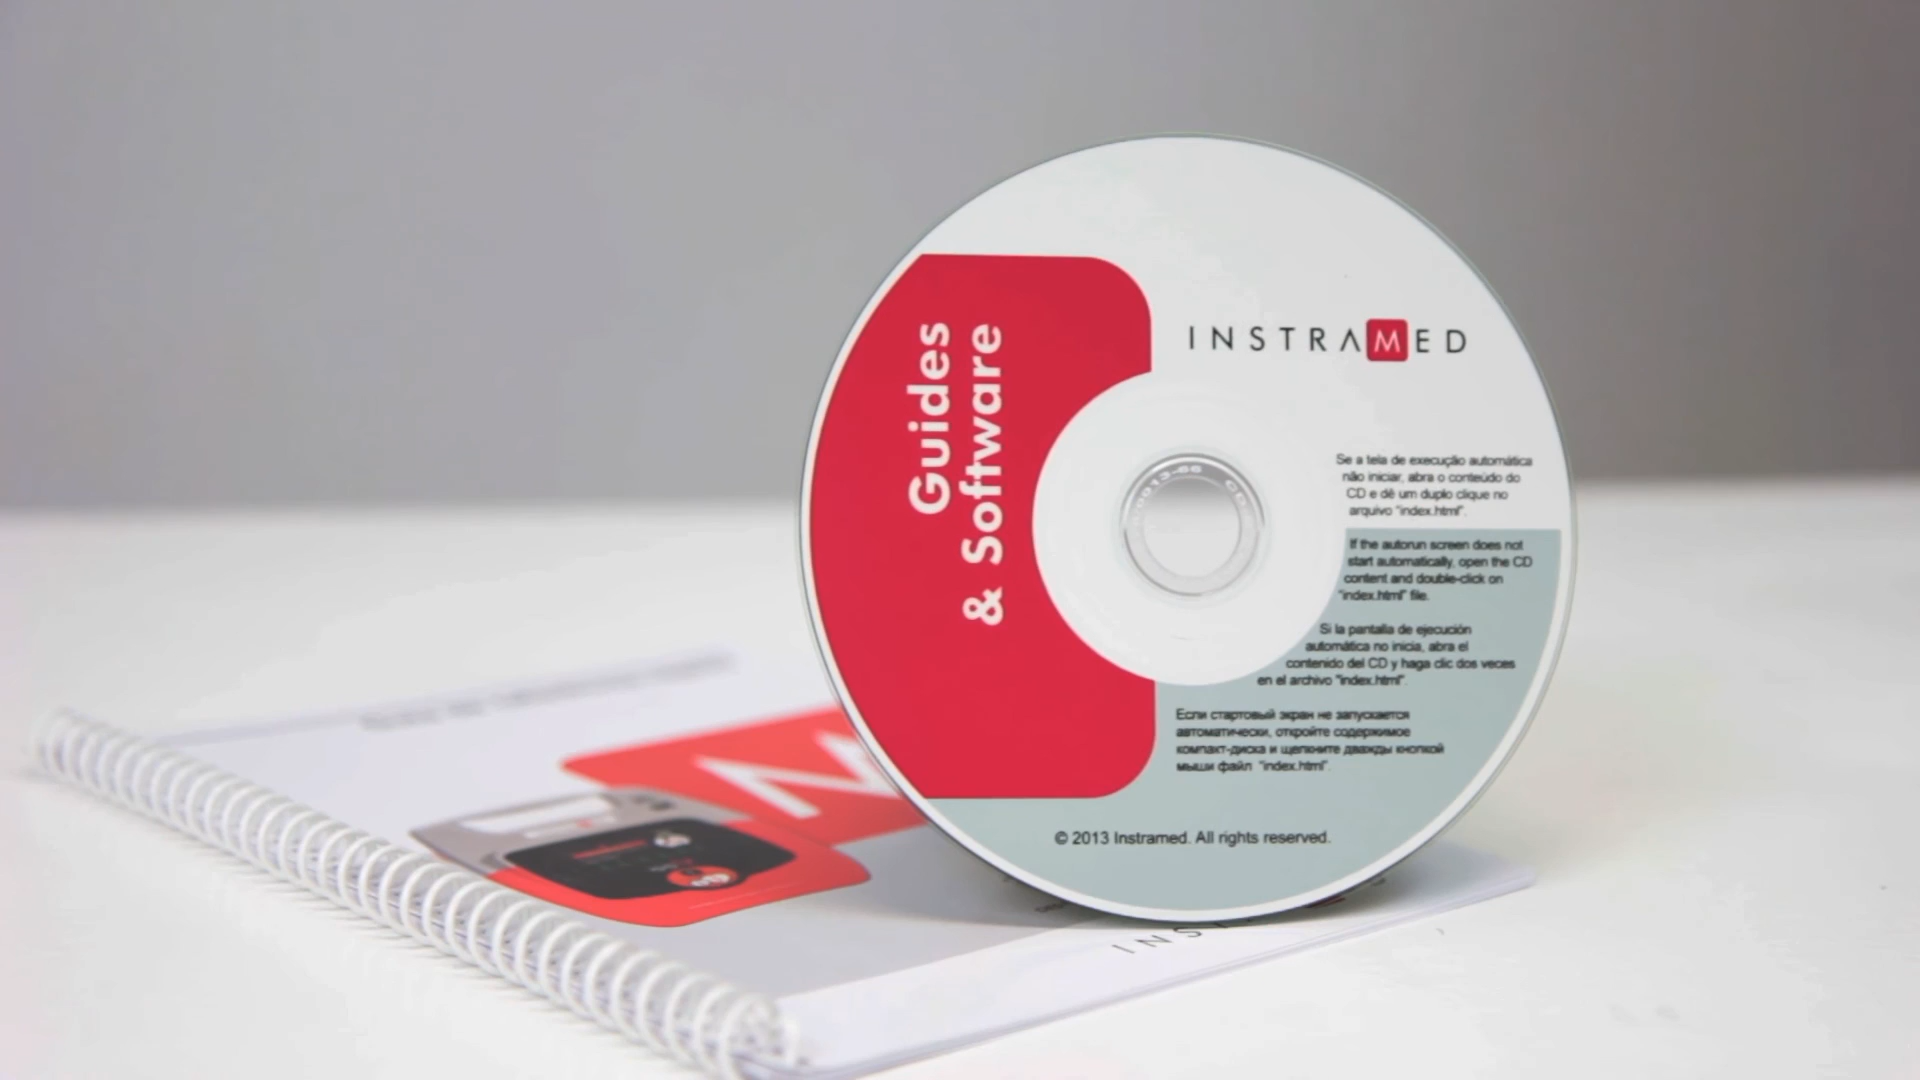 Guides
& Software
INSTRAMED
Se a tela de execução automática
não iniciar, abra o conteúdo do
CD e dê um duplo clique no
arquivo "index.html".
If the autorun screen does not
start automatically, open the CD
content and double-click on
"index.html" file.
Si la pantalla de ejecución
automática no inicia, abra el
contenido del CD y haga clic dos veces
en el archivo "index.html".
Если стартовый экран не запускается
автоматически, откройте содержимое
компакт-диска и щелкните дважды кнопкой
мыши файл "index.html".
© 2013 Instramed. All rights reserved.